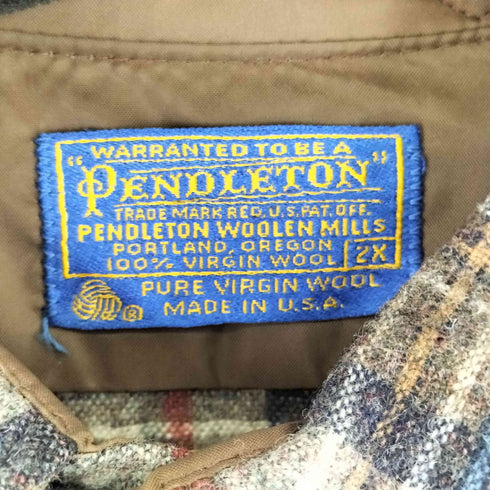 "WARRANTED TO BE A
PENDLETON"
TRADE MARK REG. U.S. PAT. OFF.
PENDLETON WOOLEN MILLS
PORTLAND, OREGON
100% VIRGIN WOOL 2X
®
PURE VIRGIN WOOL
MADE IN U.S.A.